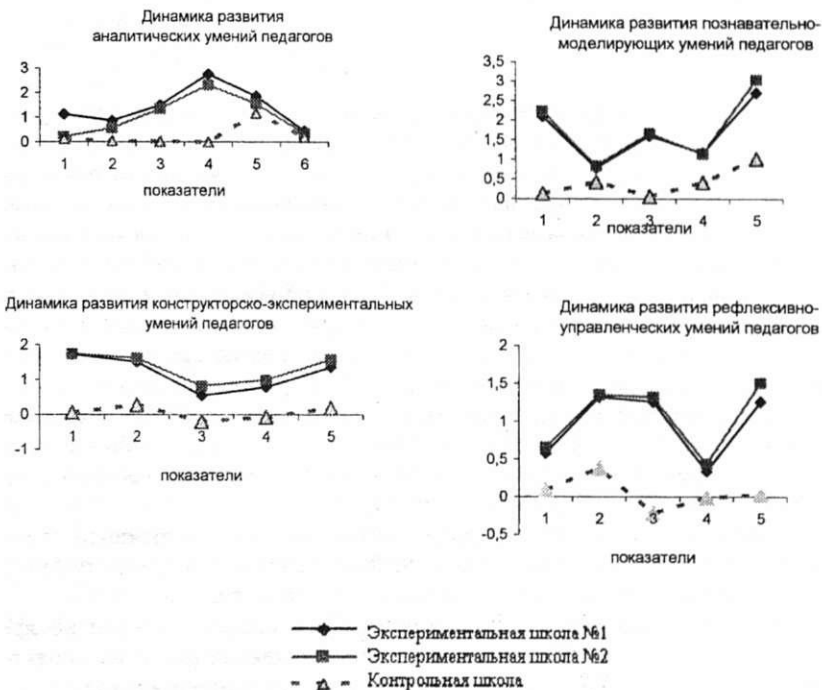 Динамика развития
аналитических умений педагогов
3
2
1
0
1 2 3 4 5 6
показатели
Динамика развития познавательно-
моделирующих умений педагогов
3,5
3
2,5
2
1,5
1
0,5
0
1 2 3 4 5
показатели
Динамика развития конструкторско-экспериментальных
умений педагогов
2
1
0
-1
1 2 3 4 5
показатели
Динамика развития рефлексивно-
управленческих умений педагогов
2
1,5
1
0,5
0
-0,5
1 2 3 4 5
показатели
Экспериментальная школа №1
Экспериментальная школа №2
Контрольная школа